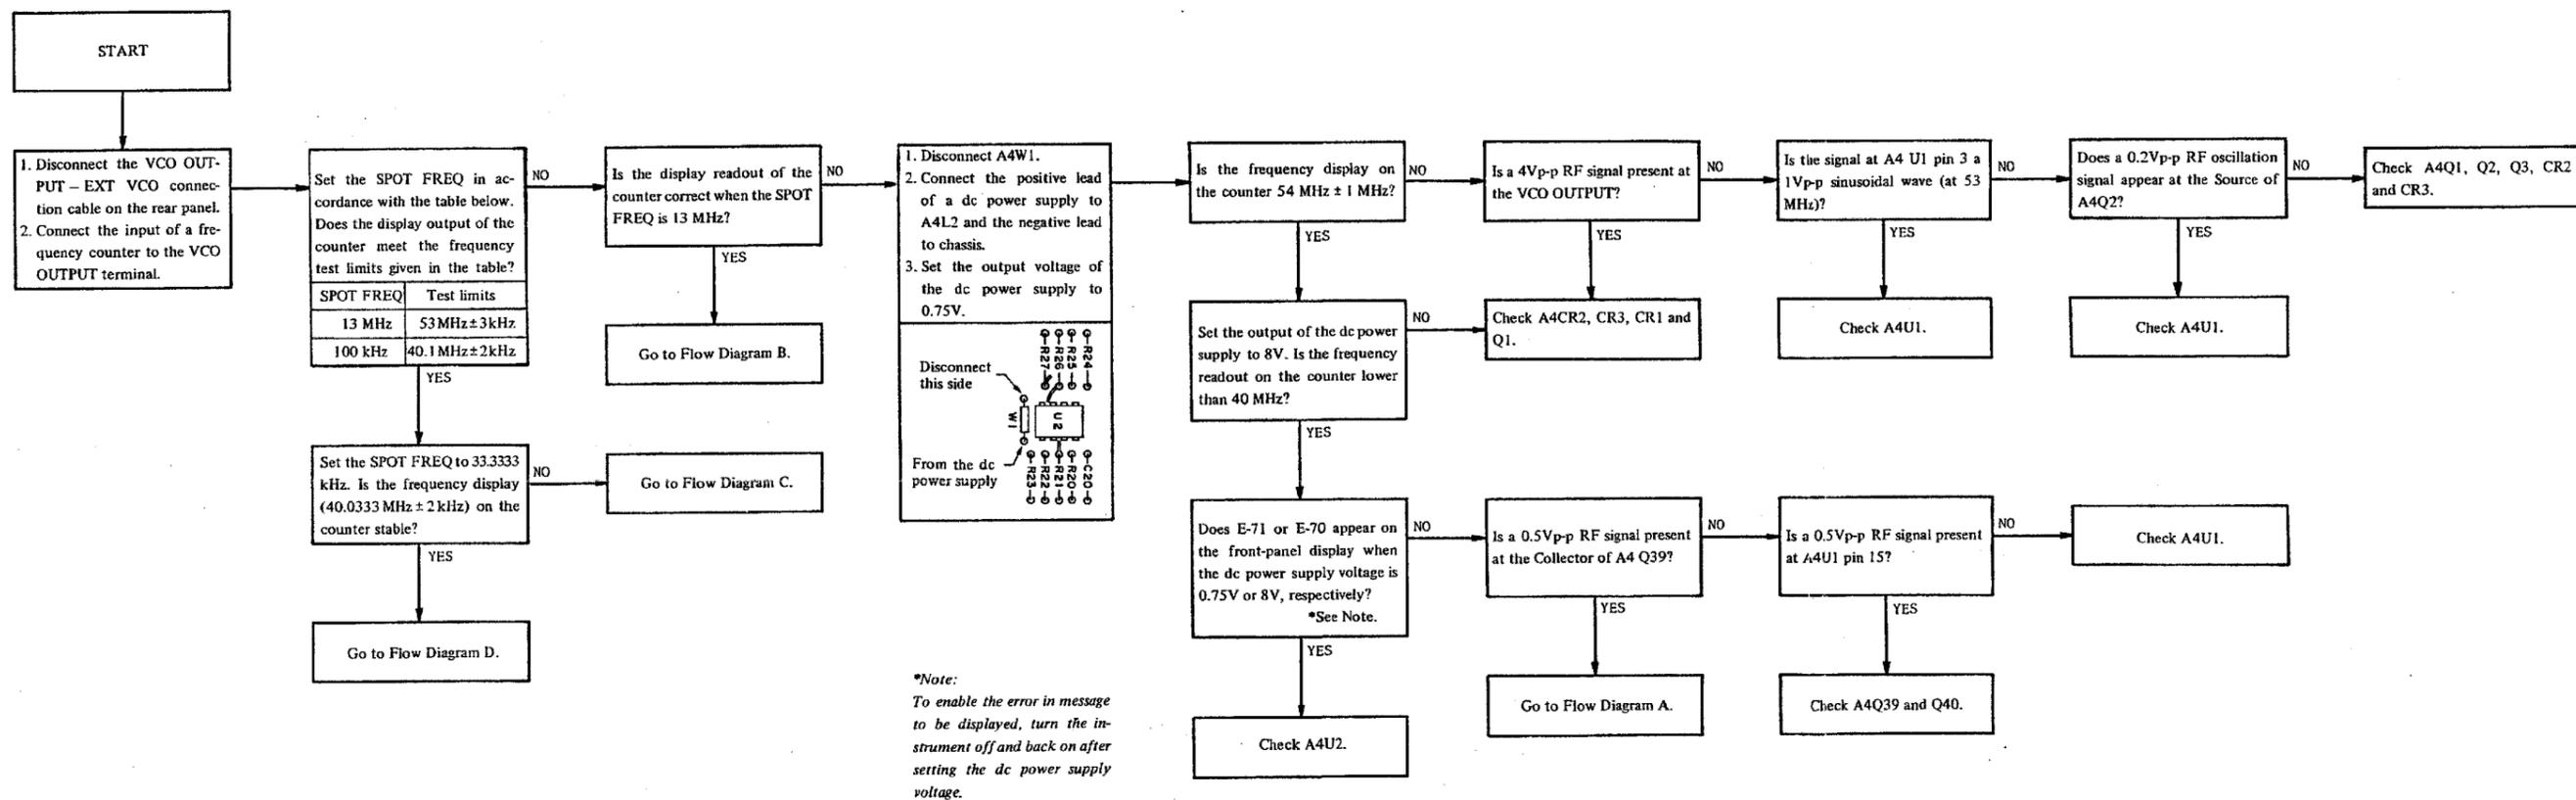 START
1. Disconnect the VCO OUT-
PUT – EXT VCO connec-
tion cable on the rear panel.
2. Connect the input of a fre-
quency counter to the VCO
OUTPUT terminal.
Set the SPOT FREQ in ac-
cordance with the table below.
Does the display output of the
counter meet the frequency
test limits given in the table?
SPOT FREQ Test limits
13 MHz 53MHz±3kHz
100 kHz 40.1MHz±2kHz
NO
YES
Set the SPOT FREQ to 33.3333
kHz. Is the frequency display
(40.0333 MHz ± 2 kHz) on the
counter stable?
NO
YES
Go to Flow Diagram D.
Is the display readout of the
counter correct when the SPOT
FREQ is 13 MHz?
NO
YES
Go to Flow Diagram B.
Go to Flow Diagram C.
1. Disconnect A4W1.
2. Connect the positive lead
of a dc power supply to
A4L2 and the negative lead
to chassis.
3. Set the output voltage of
the dc power supply to
0.75V.
R27 R26 R25 R24
Disconnect
this side
W1
U2
From the dc
power supply
R23 R22 R21 R20 C20
*Note:
To enable the error in message
to be displayed, turn the in-
strument off and back on after
setting the dc power supply
voltage.
Is the frequency display on
the counter 54 MHz ± 1 MHz?
NO
YES
Set the output of the dc power
supply to 8V. Is the frequency
readout on the counter lower
than 40 MHz?
NO
YES
Does E-71 or E-70 appear on
the front-panel display when
the dc power supply voltage is
0.75V or 8V, respectively?
*See Note.
NO
YES
Check A4U2.
Is a 4Vp-p RF signal present at
the VCO OUTPUT?
NO
YES
Check A4CR2, CR3, CR1 and
Q1.
Is a 0.5Vp-p RF signal present
at the Collector of A4 Q39?
NO
YES
Go to Flow Diagram A.
Is the signal at A4 U1 pin 3 a
1Vp-p sinusoidal wave (at 53
MHz)?
NO
YES
Check A4U1.
Is a 0.5Vp-p RF signal present
at A4U1 pin 15?
NO
YES
Check A4Q39 and Q40.
Does a 0.2Vp-p RF oscillation
signal appear at the Source of
A4Q2?
NO
YES
Check A4U1.
Check A4U1.
Check A4Q1, Q2, Q3, CR2
and CR3.